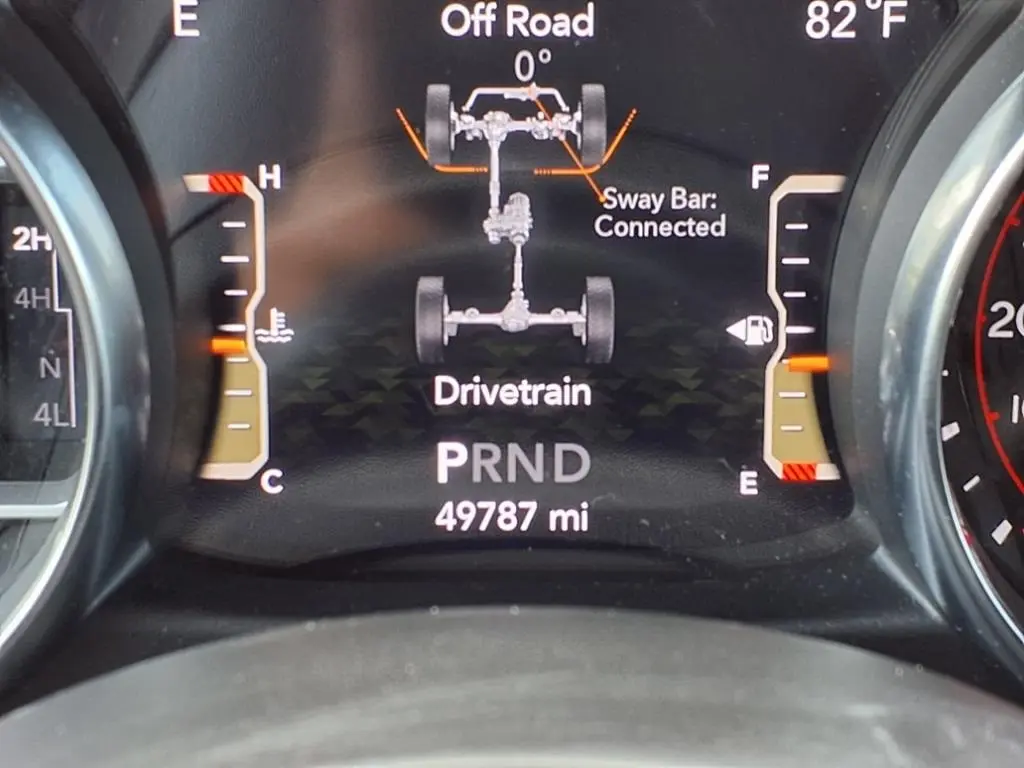 E
Off Road
82°F
0°
H
F
Sway Bar:
Connected
2H
4H
N
4L
Drivetrain
PRND
C
E
49787 mi